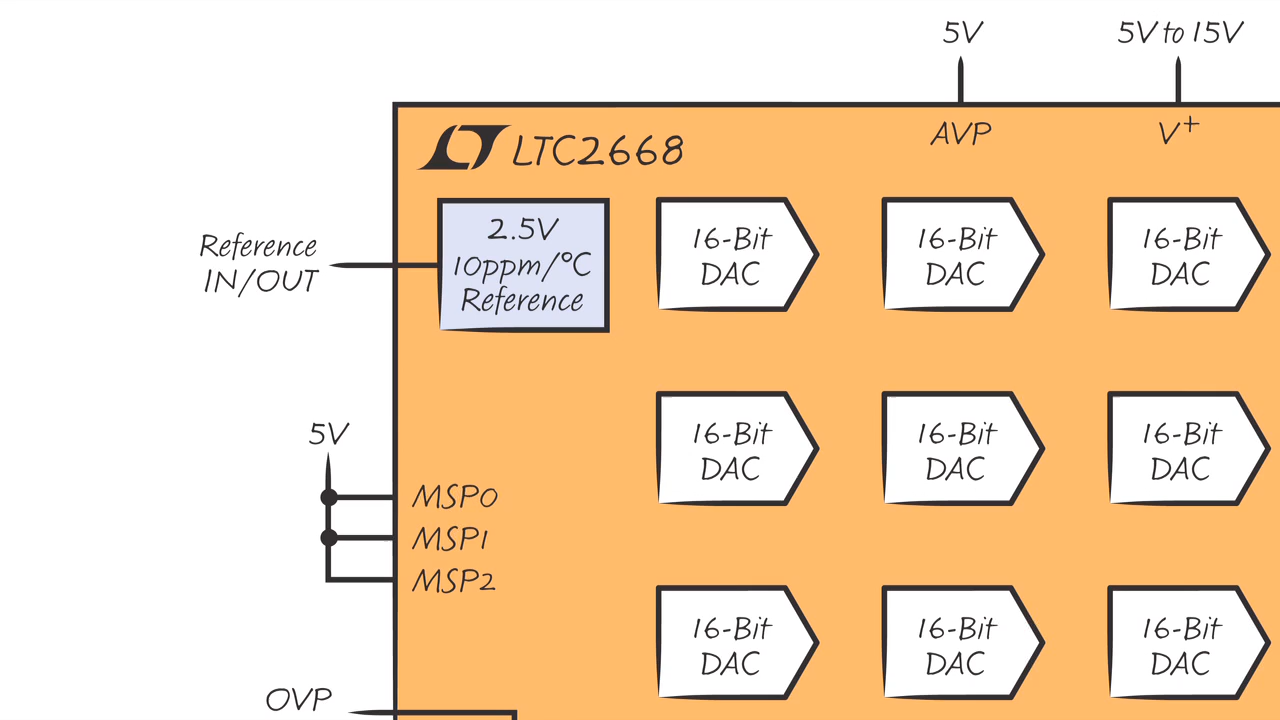 5V
5V to 15V
AVP
V+
LTC2668
Reference
IN/OUT
2.5V
10ppm/°C
Reference
16-Bit
DAC
16-Bit
DAC
16-Bit
DAC
5V
MSP0
MSP1
MSP2
16-Bit
DAC
16-Bit
DAC
16-Bit
DAC
16-Bit
DAC
16-Bit
DAC
16-Bit
DAC
OVP